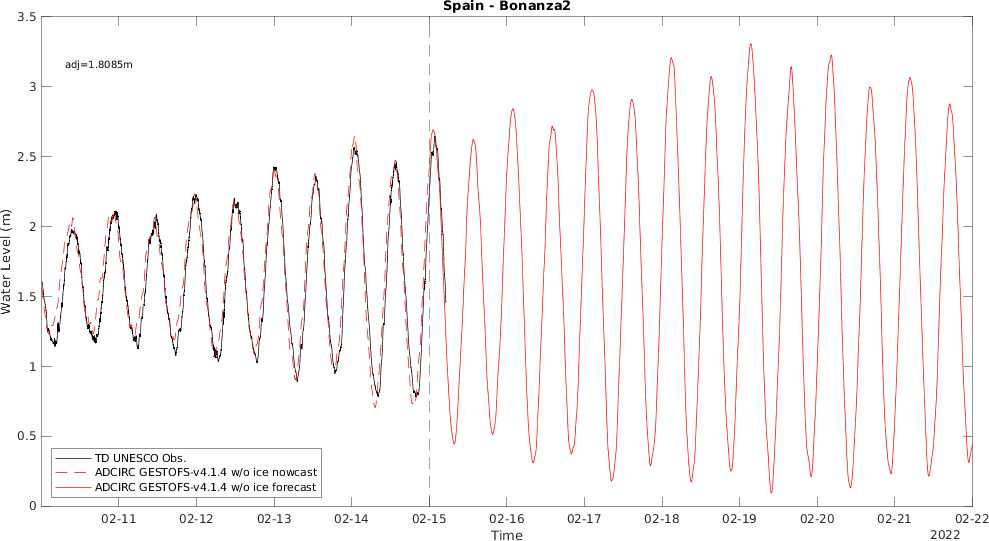 Spain - Bonanza2
3.5
3
2.5
2
1.5
1
0.5
0
Water Level (m)
adj=1.8085m
TD UNESCO Obs.
ADCIRC GESTOFS-v4.1.4 w/o ice nowcast
ADCIRC GESTOFS-v4.1.4 w/o ice forecast
02-11 02-12 02-13 02-14 02-15 02-16 02-17 02-18 02-19 02-20 02-21 02-22
Time
2022